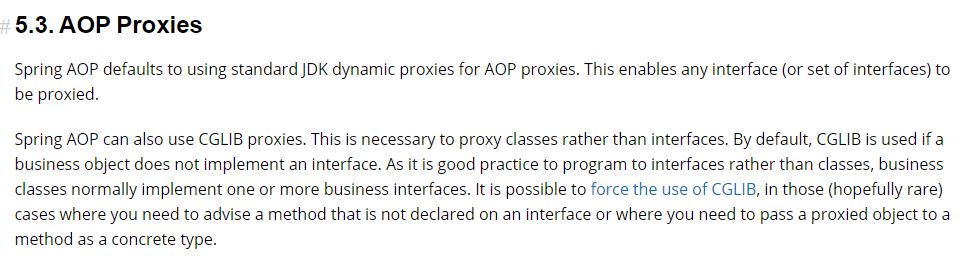 # 5.3. AOP Proxies
Spring AOP defaults to using standard JDK dynamic proxies for AOP proxies. This enables any interface (or set of interfaces) to
be proxied.
Spring AOP can also use CGLIB proxies. This is necessary to proxy classes rather than interfaces. By default, CGLIB is used if a
business object does not implement an interface. As it is good practice to program to interfaces rather than classes, business
classes normally implement one or more business interfaces. It is possible to force the use of CGLIB, in those (hopefully rare)
cases where you need to advise a method that is not declared on an interface or where you need to pass a proxied object to a
method as a concrete type.